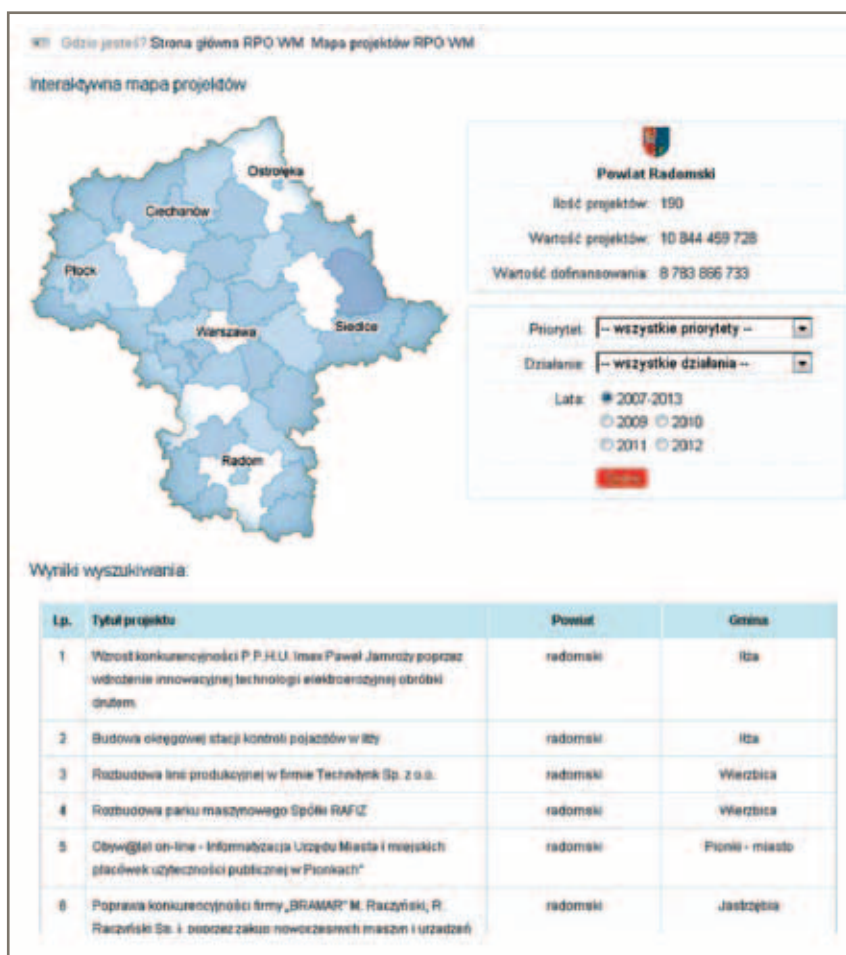 Gdzie jesteś? Strona główna RPO WM Mapa projektów RPO WM
Interaktywna mapa projektów
Ostrołęka
Ciechanów
Płock
Warszawa
Siedlce
Radom
Powiat Radomski
Ilość projektów: 190
Wartość projektów: 10 844 459 728
Wartość dofinansowania: 8 783 866 733
Priorytet: -- wszystkie priorytety --
Działanie: -- wszystkie działania --
Lata: 2007-2013
2009 2010
2011 2012
Wyniki wyszukiwania:
Lp. Tytuł projektu Powiat Gmina
1 Wzrost konkurencyjności P.P.H.U. Imax Paweł Jamroży poprzez radomski Iłża
wdrożenie innowacyjnej technologii elektroerozyjnej obróbki
drutem.
2 Budowa okręgowej stacji kontroli pojazdów w Iłży radomski Iłża
3 Rozbudowa linii produkcyjnej w firmie Technidynk Sp. z o.o. radomski Wierzbica
4 Rozbudowa parku maszynowego Spółki RAFIZ radomski Wierzbica
5 Obyw@tel on-line - Informatyzacja Urzędu Miasta i miejskich radomski Pionki - miasto
placówek użyteczności publicznej w Pionkach"
6 Poprawa konkurencyjności firmy „BRAMAR" M. Raczyński, R. radomski Jastrzębia
Raczyński Sp. j. poprzez zakup nowoczesnych maszyn i urządzeń